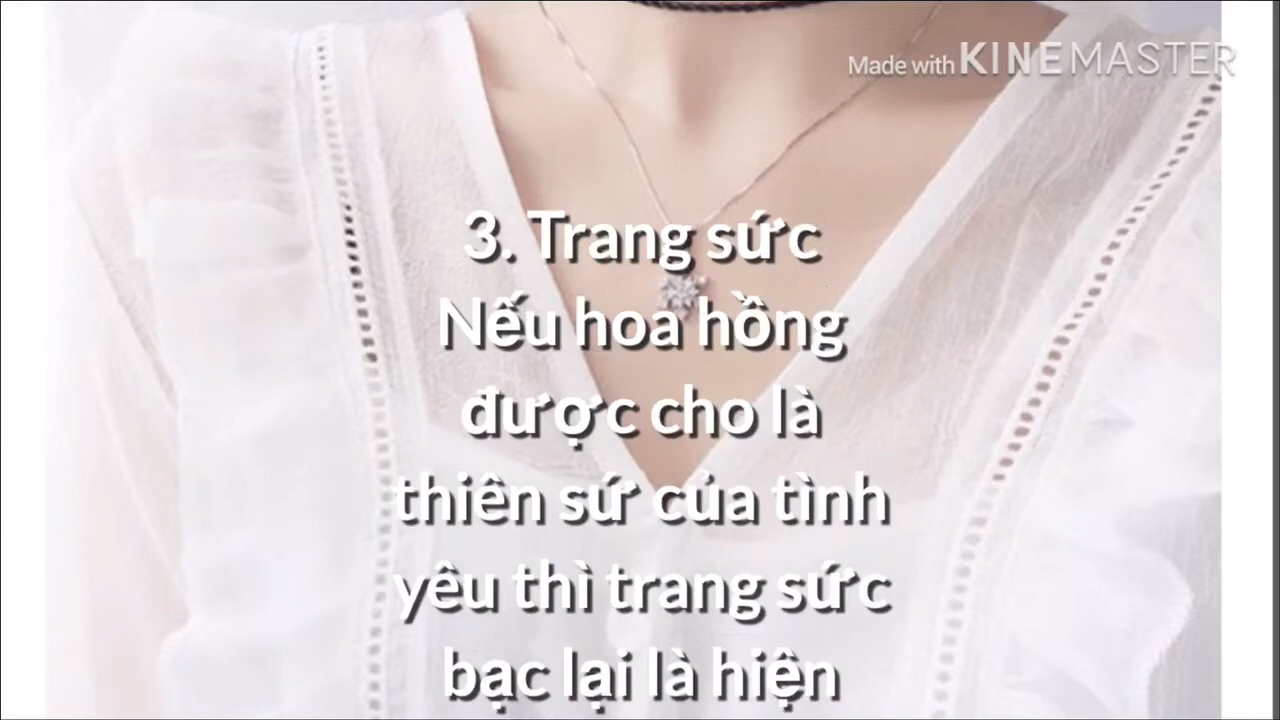 Made with KINEMASTER
3. Trang sức
Nếu hoa hồng
được cho là
thiên sứ của tình
yêu thì trang sức
bạc lại là hiện